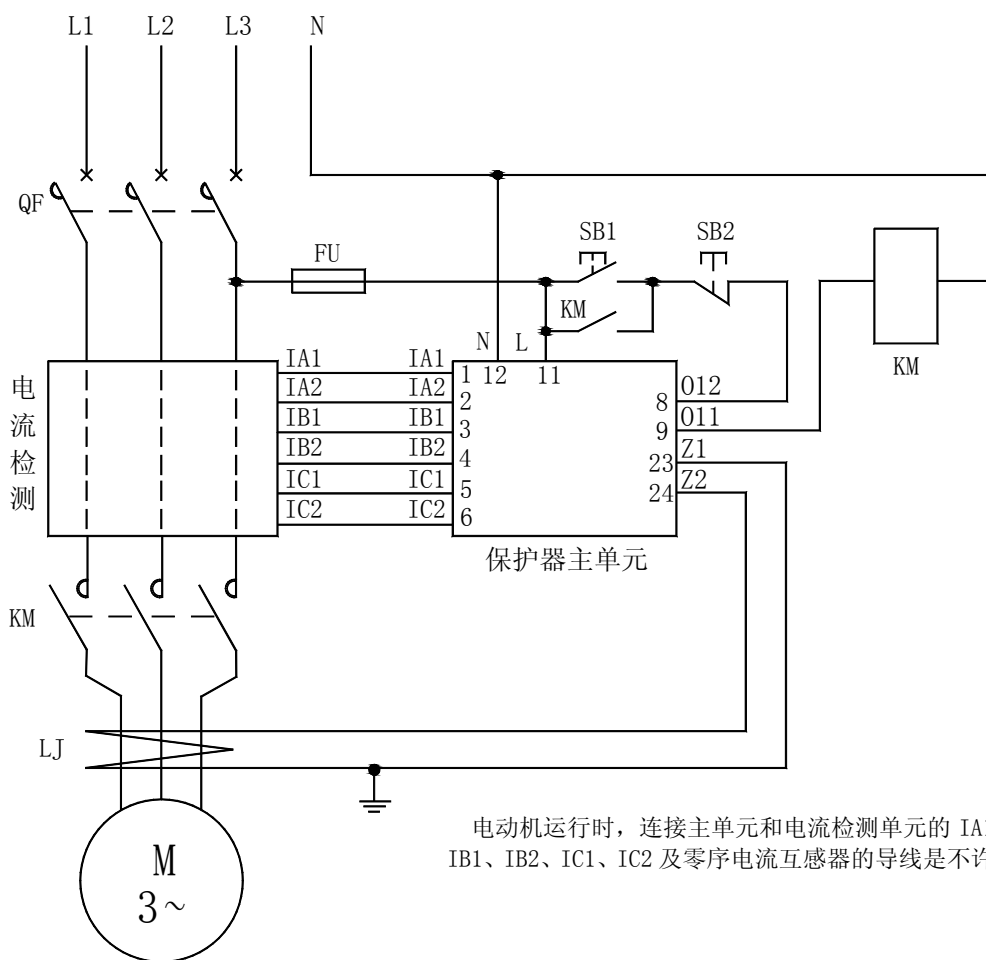 L1 L2 L3 N
QF
FU
SB1 SB2
KM
KM
N L
12 11
电流检测
IA1 IA1 1
IA2 IA2 2
IB1 IB1 3
IB2 IB2 4
IC1 IC1 5
IC2 IC2 6
8 O12
9 O11
23 Z1
24 Z2
保护器主单元
KM
LJ
M
3~
电动机运行时，连接主单元和电流检测单元的 IA
IB1、IB2、IC1、IC2 及零序电流互感器的导线是不许